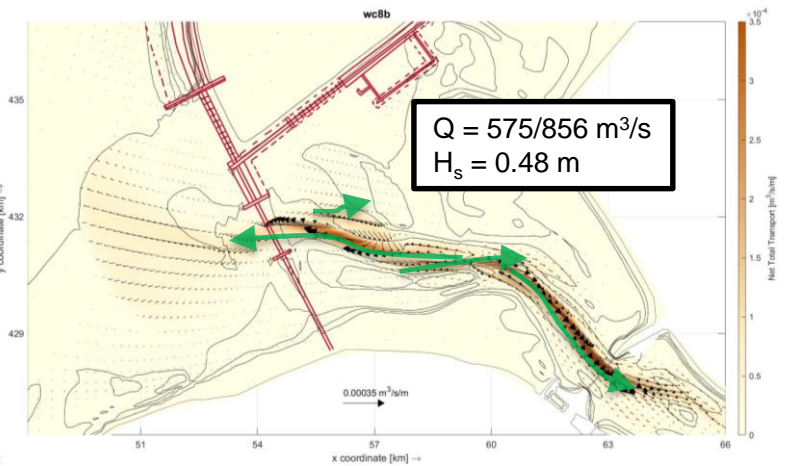 wc8b
×10⁻⁴
3.5
3
2.5
2
1.5
1
0.5
0
Net Total Transport [m³/s/m]
Q = 575/856 m³/s
Hₛ = 0.48 m
435
432
429
y coordinate [km] →
0.00035 m³/s/m
51 54 57 60 63 66
x coordinate [km] →